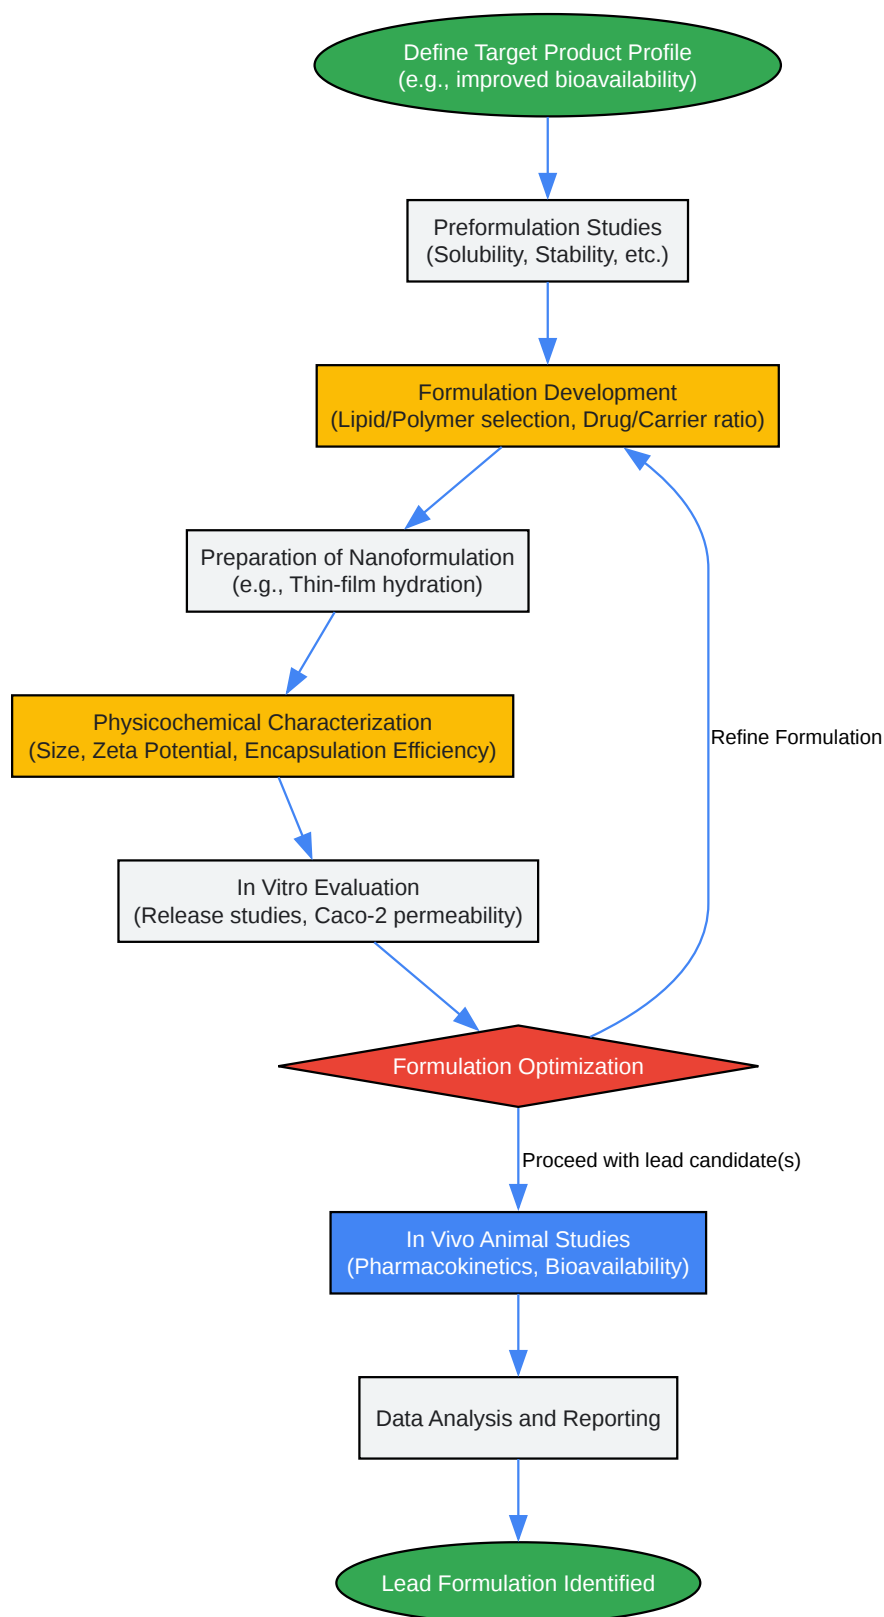 Define Target Product Profile
(e.g., improved bioavailability)
Preformulation Studies
(Solubility, Stability, etc.)
Formulation Development
(Lipid/Polymer selection, Drug/Carrier ratio)
Preparation of Nanoformulation
(e.g., Thin-film hydration)
Physicochemical Characterization
(Size, Zeta Potential, Encapsulation Efficiency)
Refine Formulation
In Vitro Evaluation
(Release studies, Caco-2 permeability)
Formulation Optimization
Proceed with lead candidate(s)
In Vivo Animal Studies
(Pharmacokinetics, Bioavailability)
Data Analysis and Reporting
Lead Formulation Identified